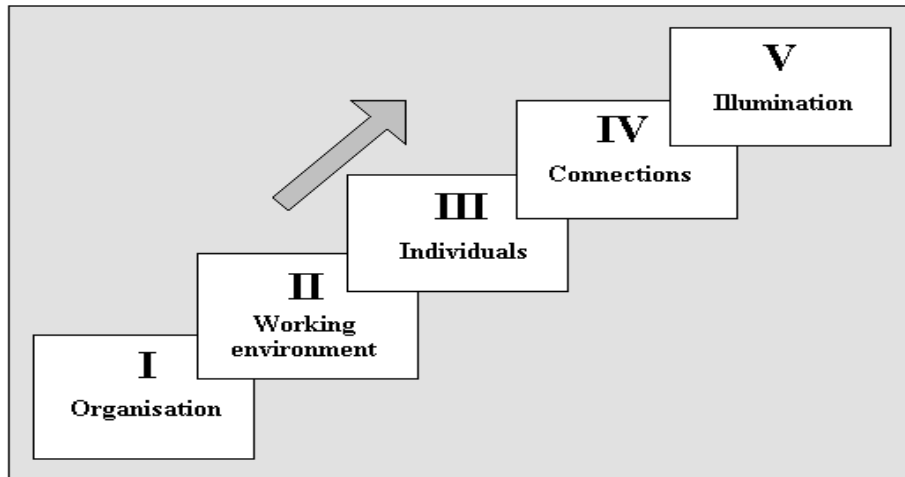 I
Organisation
II
Working
environment
III
Individuals
IV
Connections
V
Illumination